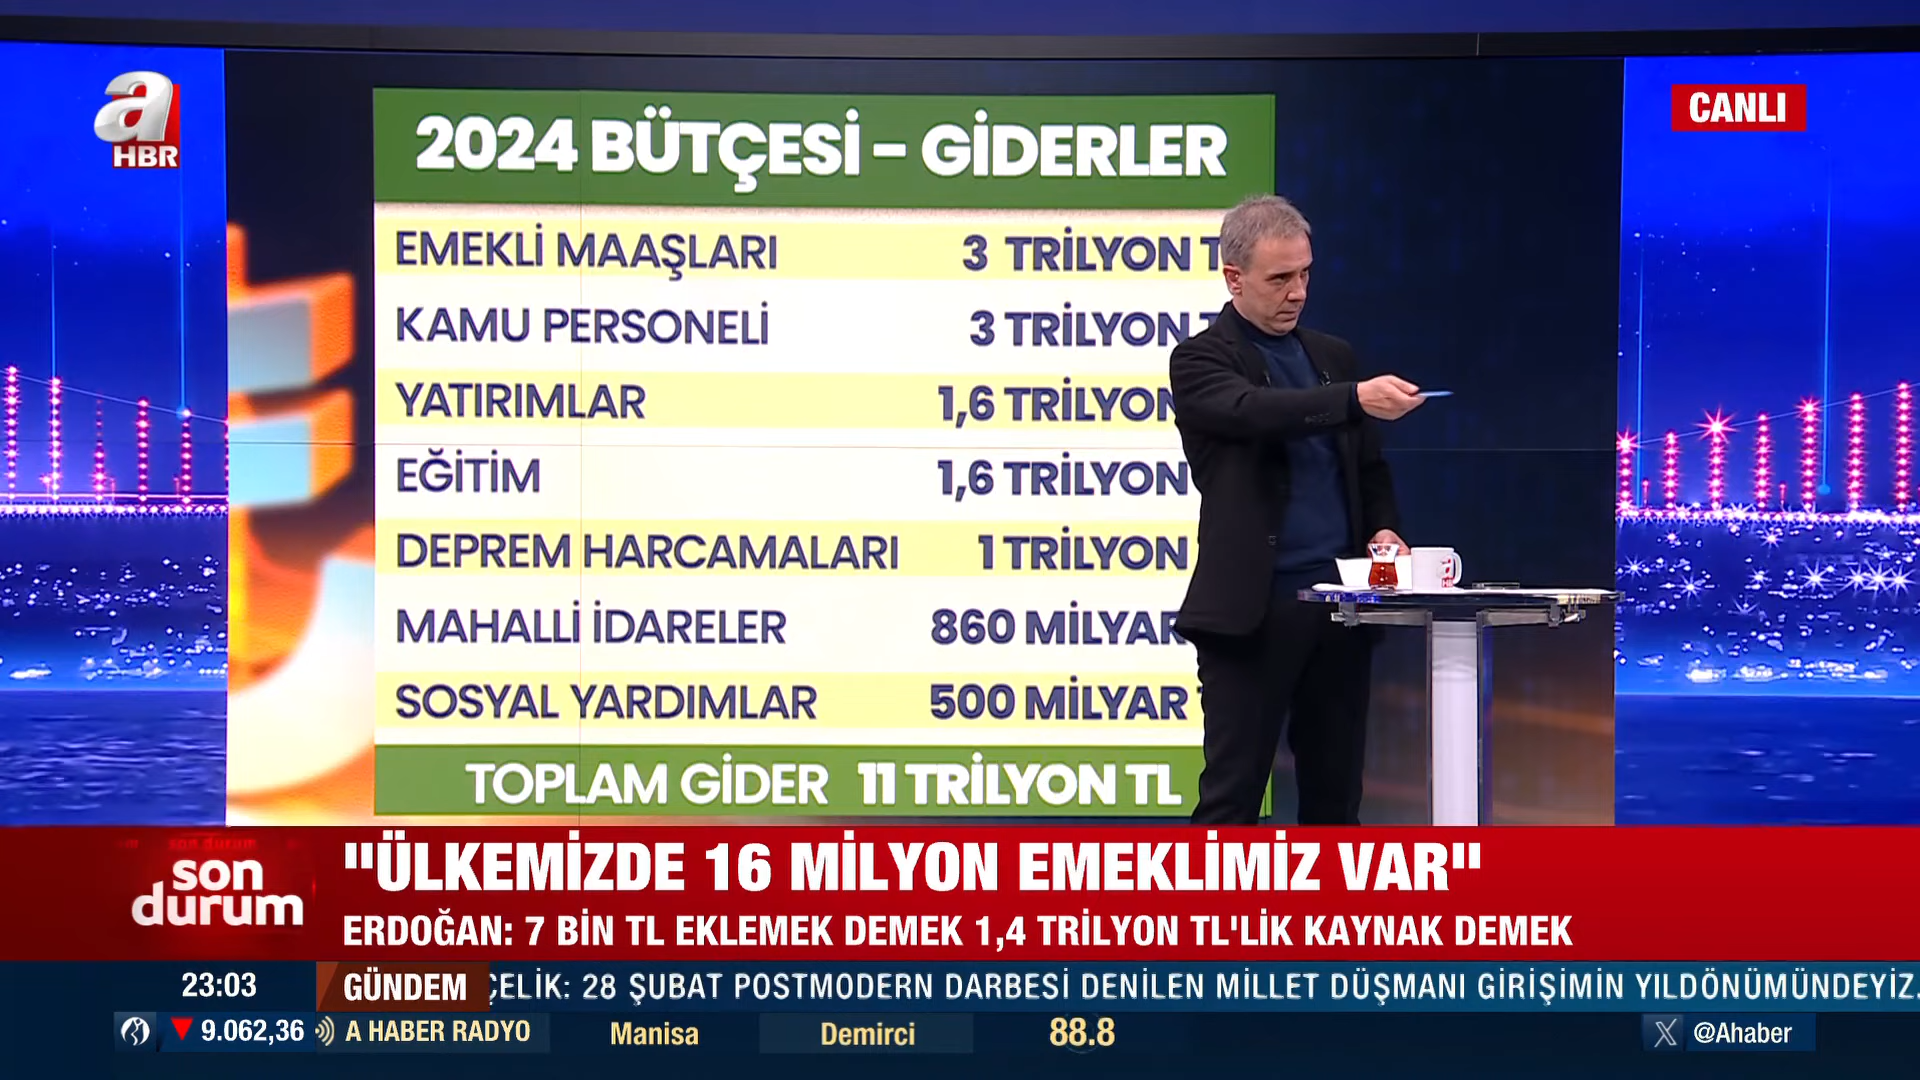 a
HBR
CANLI
2024 BÜTÇESİ - GİDERLER
EMEKLİ MAAŞLARI 3 TRİLYON
KAMU PERSONELİ 3 TRİLYON
YATIRIMLAR 1,6 TRİLYON
EĞİTİM 1,6 TRİLYON
DEPREM HARCAMALARI 1 TRİLYON
MAHALLİ İDARELER 860 MİLYAR
SOSYAL YARDIMLAR 500 MİLYAR
TOPLAM GİDER 11 TRİLYON TL
son
durum
"ÜLKEMİZDE 16 MİLYON EMEKLİMİZ VAR"
ERDOĞAN: 7 BİN TL EKLEMEK DEMEK 1,4 TRİLYON TL'LİK KAYNAK DEMEK
23:03 GÜNDEM ÇELİK: 28 ŞUBAT POSTMODERN DARBESİ DENİLEN MİLLET DÜŞMANI GİRİŞİMİN YILDÖNÜMÜNDEYİZ.
9.062,36 A HABER RADYO Manisa Demirci 88.8 @Ahaber